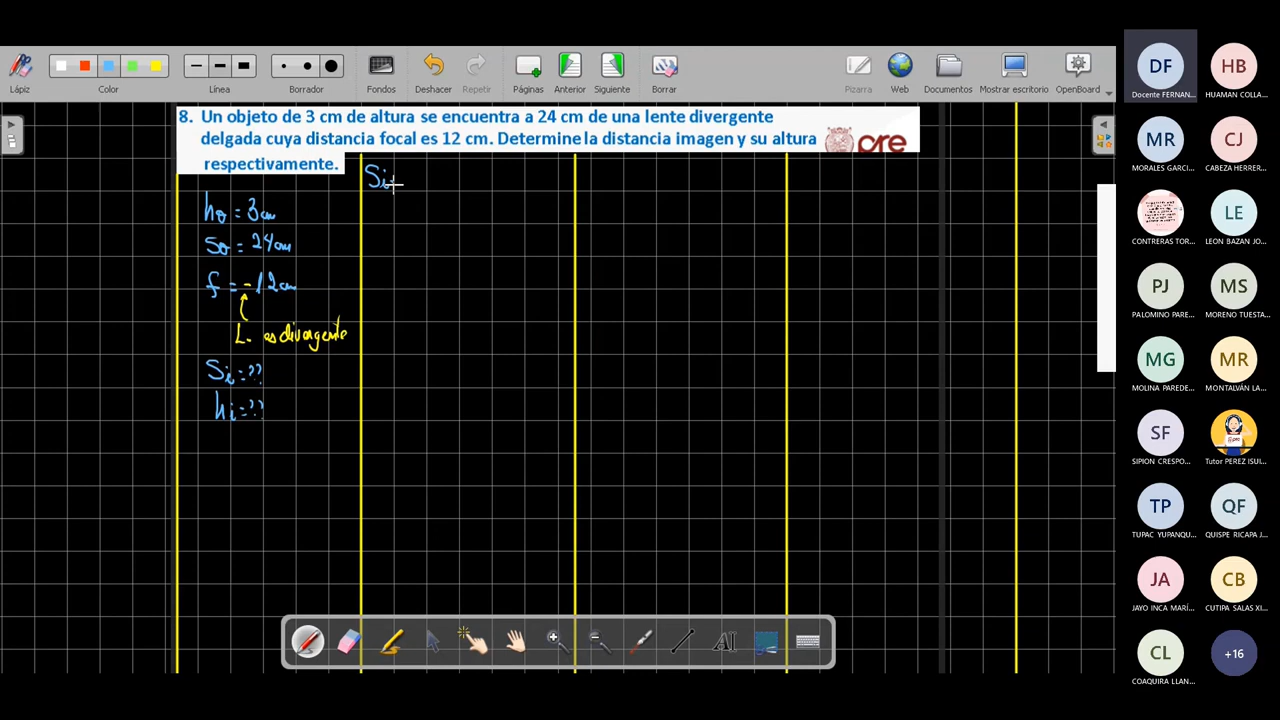 Lápiz
Color
Línea
Borrador
Fondos
Deshacer
Repetir
Páginas
Anterior
Siguiente
Borrar
Pizarra
Web
Documentos
Mostrar escritorio
OpenBoard
8. Un objeto de 3 cm de altura se encuentra a 24 cm de una lente divergente
delgada cuya distancia focal es 12 cm. Determine la distancia imagen y su altura
respectivamente.
pre
Si
hθ = 3cm
Sθ = 24cm
f = -12cm
L. es divergente
Si = ??
hi = ??
AI
DF
Docente FERNAN...
HB
HUAMAN COLLA...
MR
MORALES GARCI...
CJ
CABEZA HERRER...
CONTRERAS TOR...
LE
LEON BAZAN JO...
PJ
PALOMINO PARE...
MS
MORENO TUESTA...
MG
MOLINA PAREDE...
MR
MONTALVÁN LA...
SF
SIPION CRESPO...
Tutor PEREZ ISUI...
TP
TUPAC YUPANQU...
QF
QUISPE RICAPA J...
JA
JAYO INCA MARÍ...
CB
CUTIPA SALAS XI...
CL
COAQUIRA LLAN...
+16